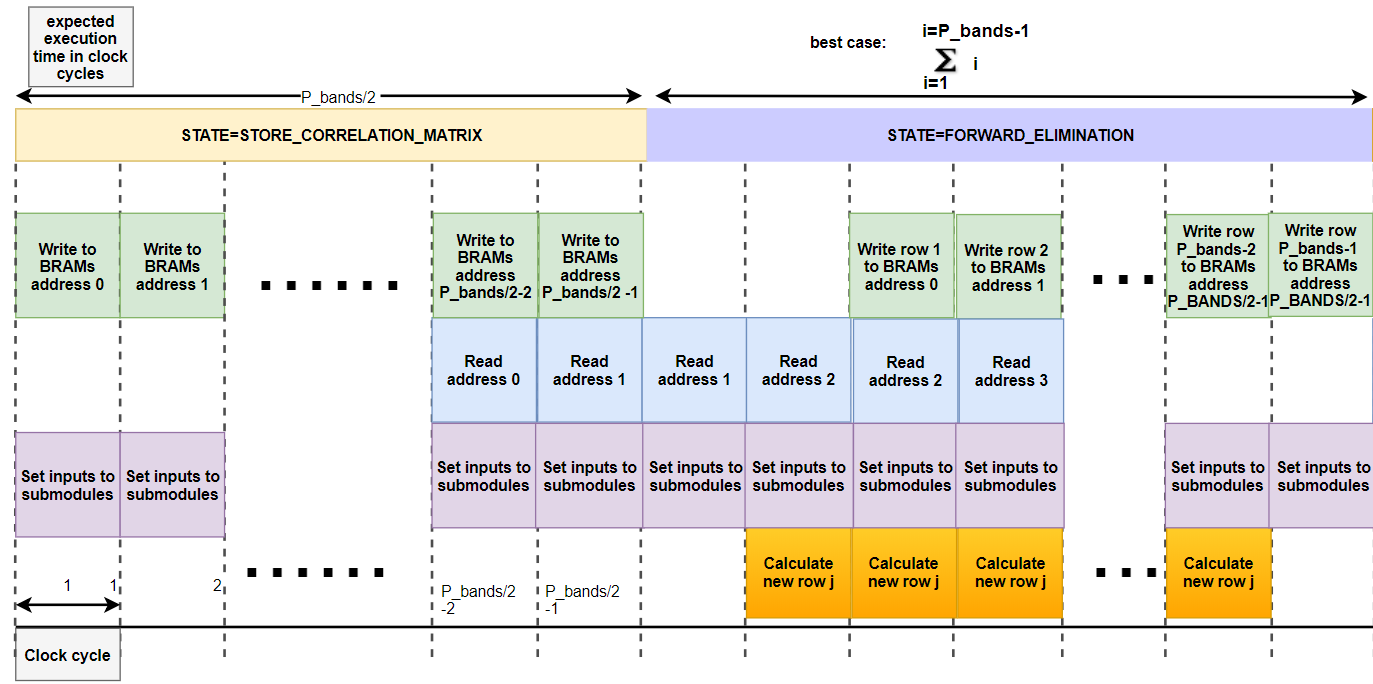 expected
execution
time in clock
cycles
best case:
i=P_bands-1
Σ i
i=1
P_bands/2
STATE=STORE_CORRELATION_MATRIX
STATE=FORWARD_ELIMINATION
Write to
BRAMs
address 0
Write to
BRAMs
address 1
Write to
BRAMs
address
P_bands/2-2
Write to
BRAMs
address
P_bands/2 -1
Write row 1
to BRAMs
address 0
Write row 2
to BRAMs
address 1
Write row
P_bands-2
to BRAMs
address
P_BANDS/2-1
Write row
P_bands-1
to BRAMs
address
P_BANDS/2-1
Read
address 0
Read
address 1
Read
address 1
Read
address 2
Read
address 2
Read
address 3
Set inputs to
submodules
Set inputs to
submodules
Set inputs to
submodules
Set inputs to
submodules
Set inputs to
submodules
Set inputs to
submodules
Set inputs to
submodules
Set inputs to
submodules
Set inputs to
submodules
Set inputs to
submodules
Calculate
new row j
Calculate
new row j
Calculate
new row j
Calculate
new row j
1
1
2
P_bands/2
-2
P_bands/2
-1
Clock cycle